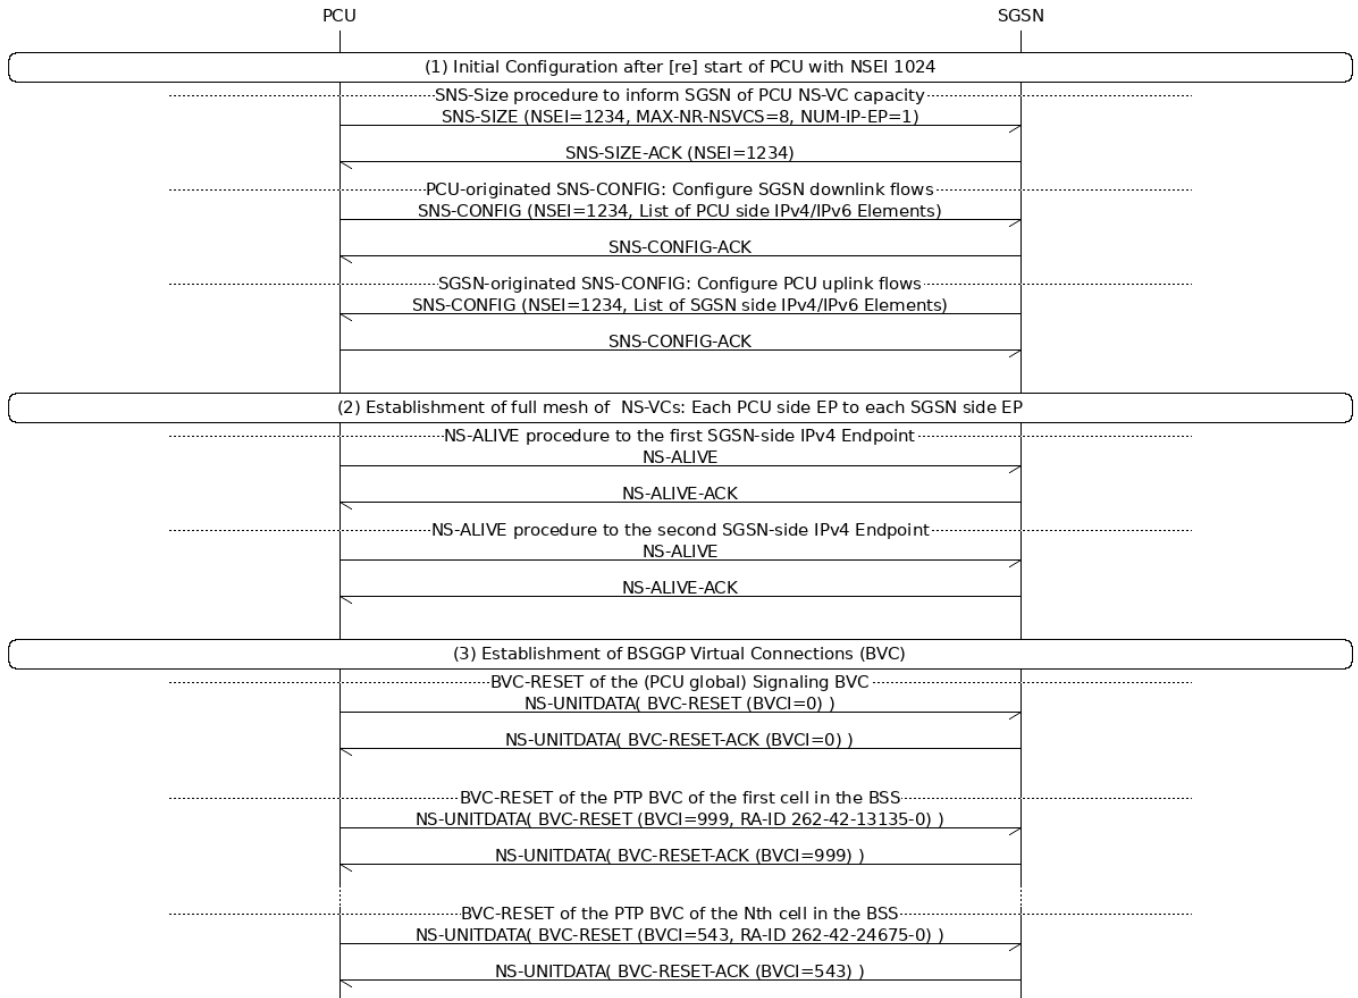 PCU SGSN
(1) Initial Configuration after [re] start of PCU with NSEI 1024
SNS-Size procedure to inform SGSN of PCU NS-VC capacity
SNS-SIZE (NSEI=1234, MAX-NR-NSVCS=8, NUM-IP-EP=1)
SNS-SIZE-ACK (NSEI=1234)
PCU-originated SNS-CONFIG: Configure SGSN downlink flows
SNS-CONFIG (NSEI=1234, List of PCU side IPv4/IPv6 Elements)
SNS-CONFIG-ACK
SGSN-originated SNS-CONFIG: Configure PCU uplink flows
SNS-CONFIG (NSEI=1234, List of SGSN side IPv4/IPv6 Elements)
SNS-CONFIG-ACK
(2) Establishment of full mesh of  NS-VCs: Each PCU side EP to each SGSN side EP
NS-ALIVE procedure to the first SGSN-side IPv4 Endpoint
NS-ALIVE
NS-ALIVE-ACK
NS-ALIVE procedure to the second SGSN-side IPv4 Endpoint
NS-ALIVE
NS-ALIVE-ACK
(3) Establishment of BSGGP Virtual Connections (BVC)
BVC-RESET of the (PCU global) Signaling BVC
NS-UNITDATA( BVC-RESET (BVCI=0) )
NS-UNITDATA( BVC-RESET-ACK (BVCI=0) )
BVC-RESET of the PTP BVC of the first cell in the BSS
NS-UNITDATA( BVC-RESET (BVCI=999, RA-ID 262-42-13135-0) )
NS-UNITDATA( BVC-RESET-ACK (BVCI=999) )
BVC-RESET of the PTP BVC of the Nth cell in the BSS
NS-UNITDATA( BVC-RESET (BVCI=543, RA-ID 262-42-24675-0) )
NS-UNITDATA( BVC-RESET-ACK (BVCI=543) )